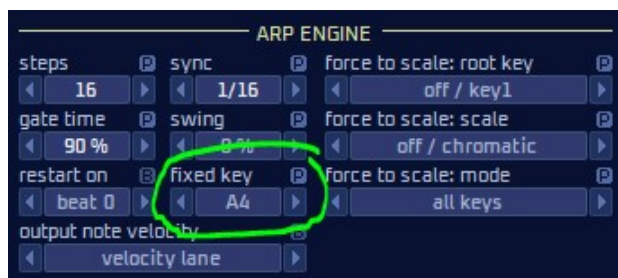 ARP ENGINE
steps P sync P force to scale: root key P
16 1/16 off / key1
gate time P swing P force to scale: scale P
90 % 0 % off / chromatic
restart on B fixed key P force to scale: mode P
beat 0 A4 all keys
output note velocity B
velocity lane